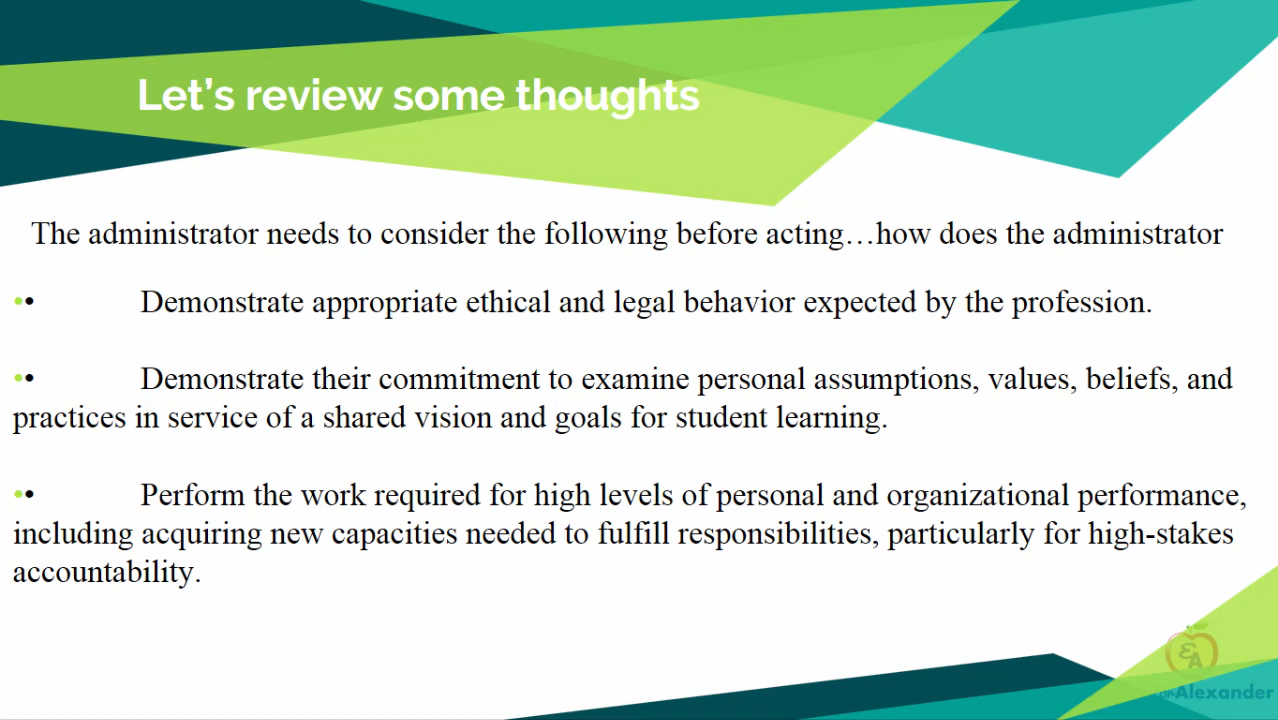 Let's review some thoughts
The administrator needs to consider the following before acting…how does the administrator
•• Demonstrate appropriate ethical and legal behavior expected by the profession.
•• Demonstrate their commitment to examine personal assumptions, values, beliefs, and
practices in service of a shared vision and goals for student learning.
•• Perform the work required for high levels of personal and organizational performance,
including acquiring new capacities needed to fulfill responsibilities, particularly for high-stakes
accountability.
EA
Alexander